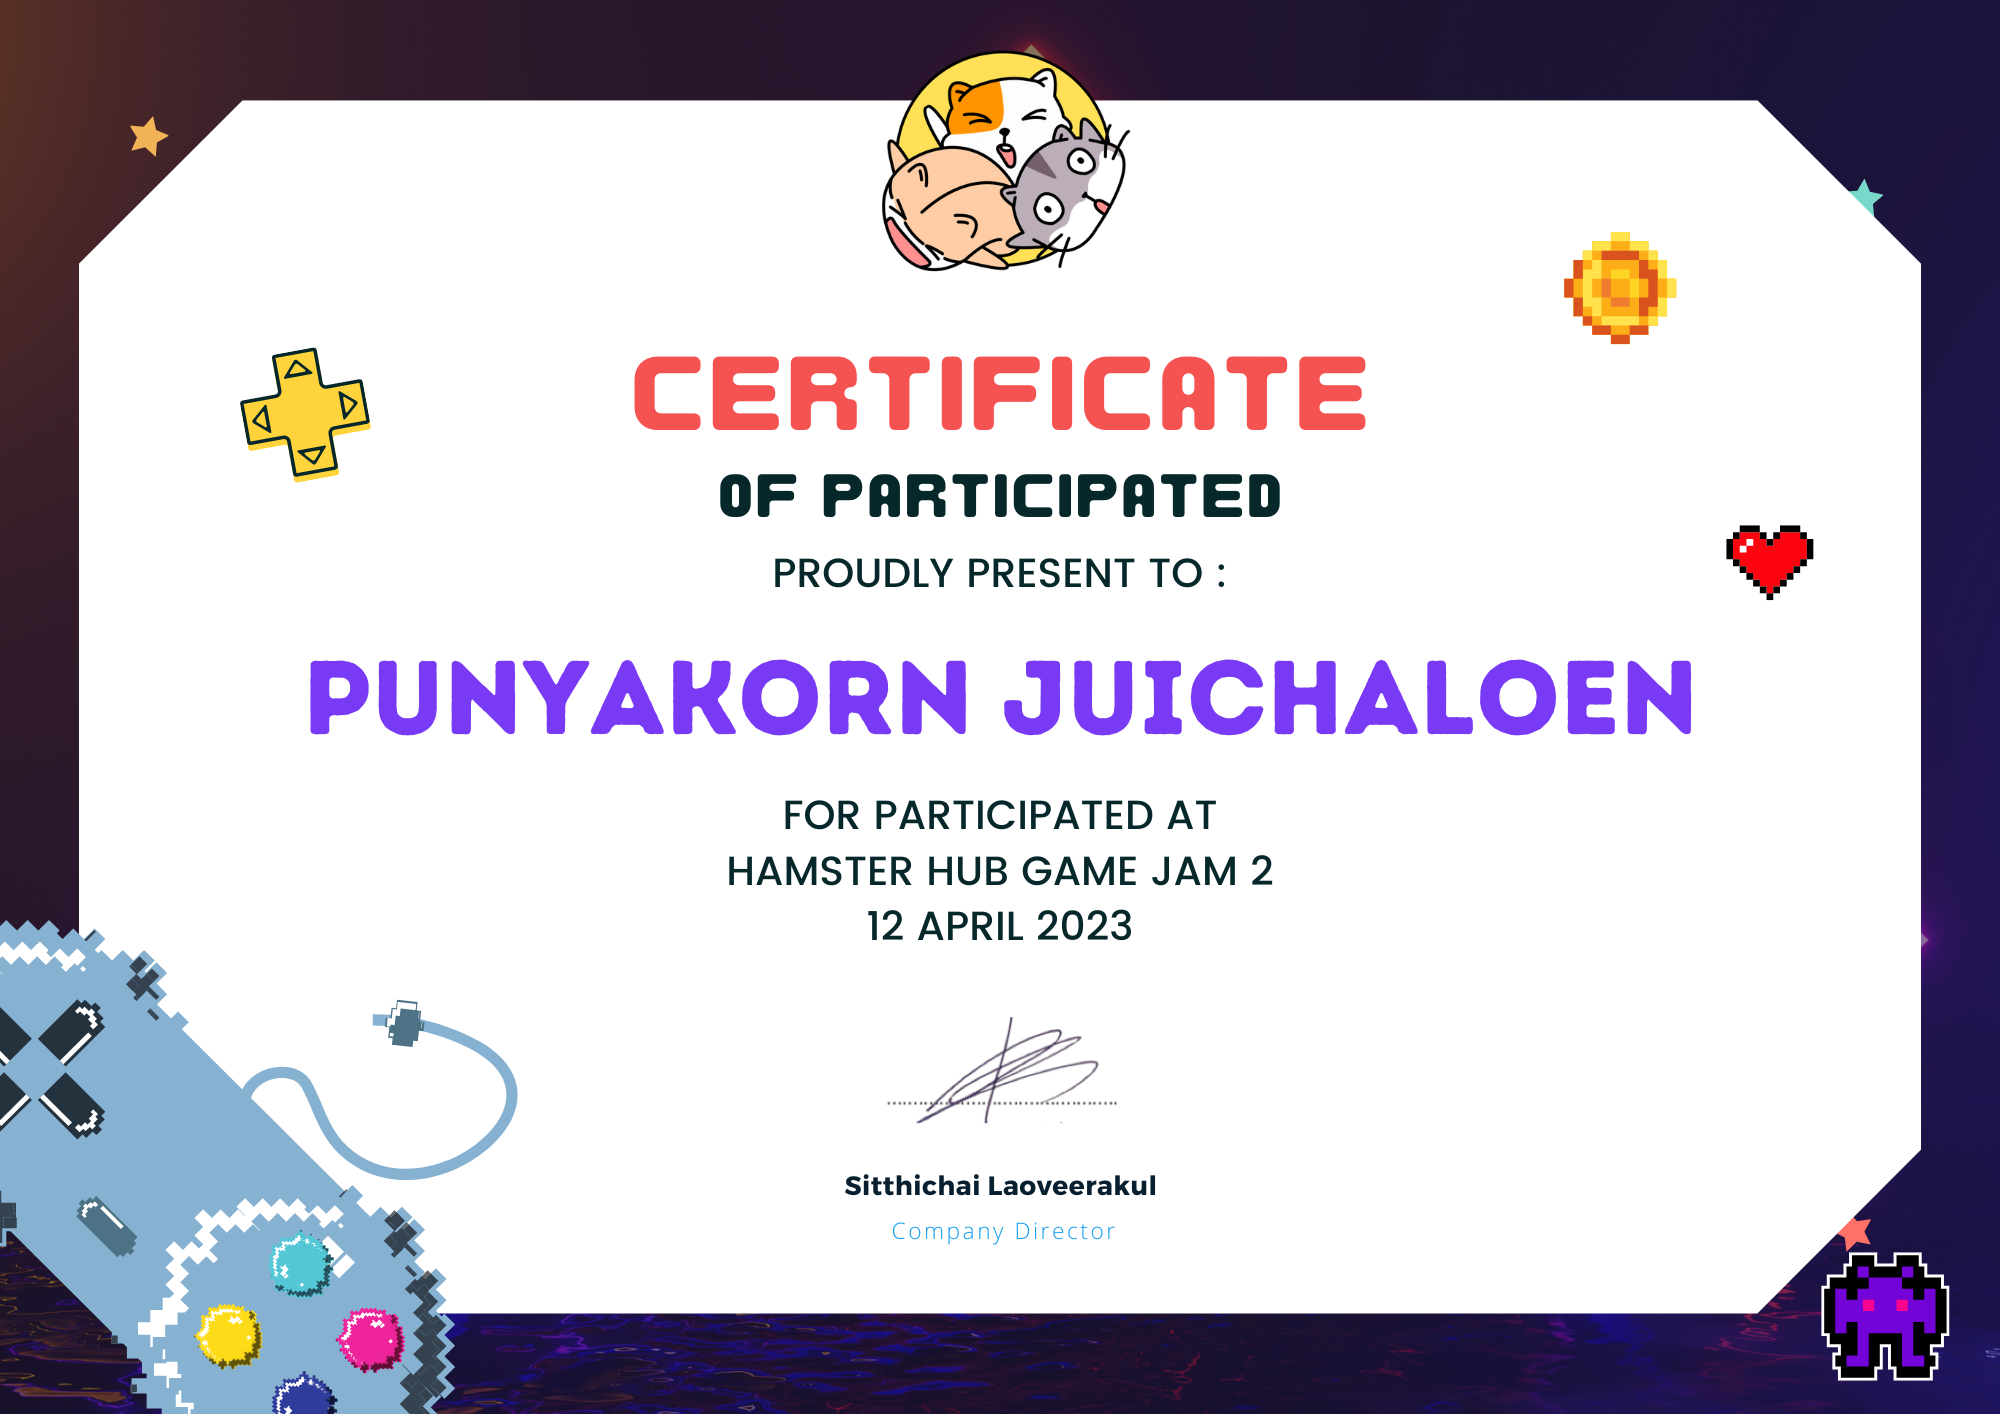 CERTIFICATE
OF PARTICIPATED
PROUDLY PRESENT TO :
PUNYAKORN JUICHALOEN
FOR PARTICIPATED AT
HAMSTER HUB GAME JAM 2
12 APRIL 2023
Sitthichai Laoveerakul
Company Director